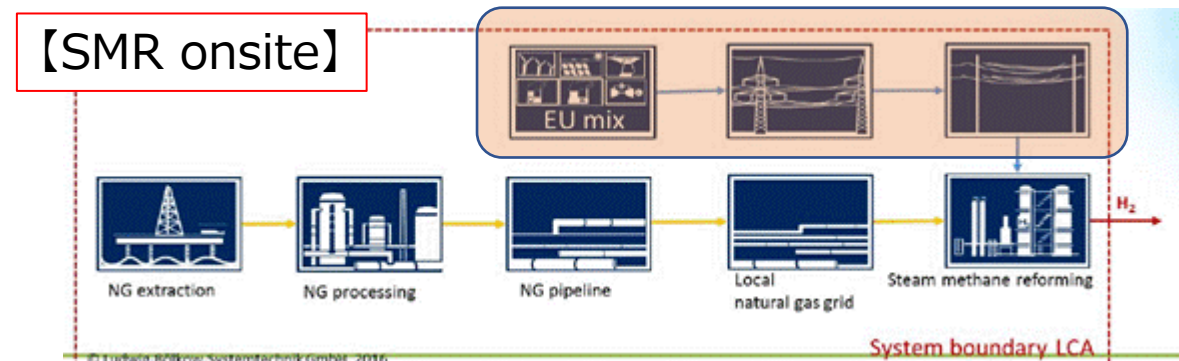 【SMR onsite】
EU mix
H₂
NG extraction
NG processing
NG pipeline
Local
natural gas grid
Steam methane reforming
System boundary LCA
© Ludwig Bölkow Systemtechnik GmbH, 2016